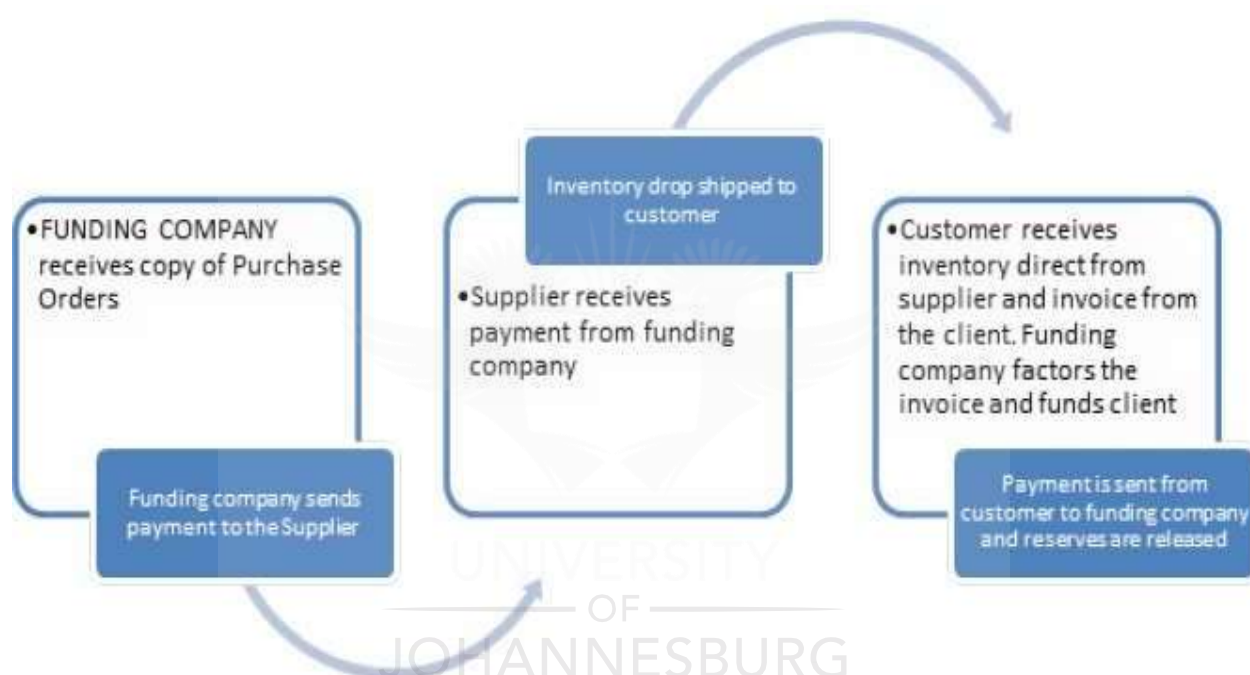 •FUNDING COMPANY
receives copy of Purchase
Orders
Funding company sends
payment to the Supplier
Inventory drop shipped to
customer
•Supplier receives
payment from funding
company
•Customer receives
inventory direct from
supplier and invoice from
the client. Funding
company factors the
invoice and funds client
Payment is sent from
customer to funding company
and reserves are released
UNIVERSITY
OF
JOHANNESBURG